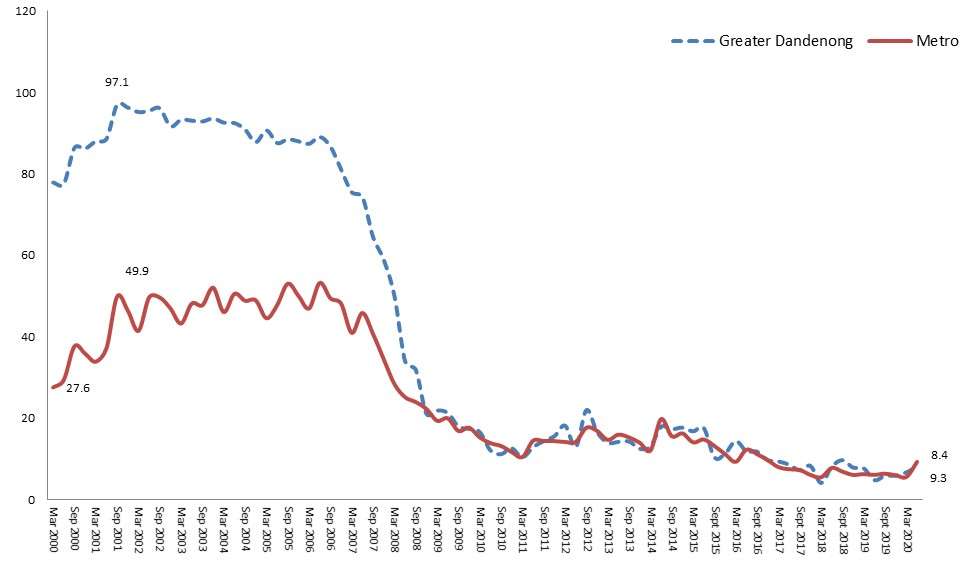 120
Greater Dandenong Metro
100
97.1
80
60
49.9
40
27.6
20
8.4
9.3
0
Mar 2000
Sep 2000
Mar 2001
Sep 2001
Mar 2002
Sep 2002
Mar 2003
Sep 2003
Mar 2004
Sep 2004
Mar 2005
Sep 2005
Mar 2006
Sep 2006
Mar 2007
Sep 2007
Mar 2008
Sep 2008
Mar 2009
Sep 2009
Mar 2010
Sep 2010
Mar 2011
Sep 2011
Mar 2012
Sep 2012
Mar 2013
Sep 2013
Mar 2014
Sep 2014
Mar 2015
Sept 2015
Mar 2016
Sept 2016
Mar 2017
Sept 2017
Mar 2018
Sept 2018
Mar 2019
Sept 2019
Mar 2020